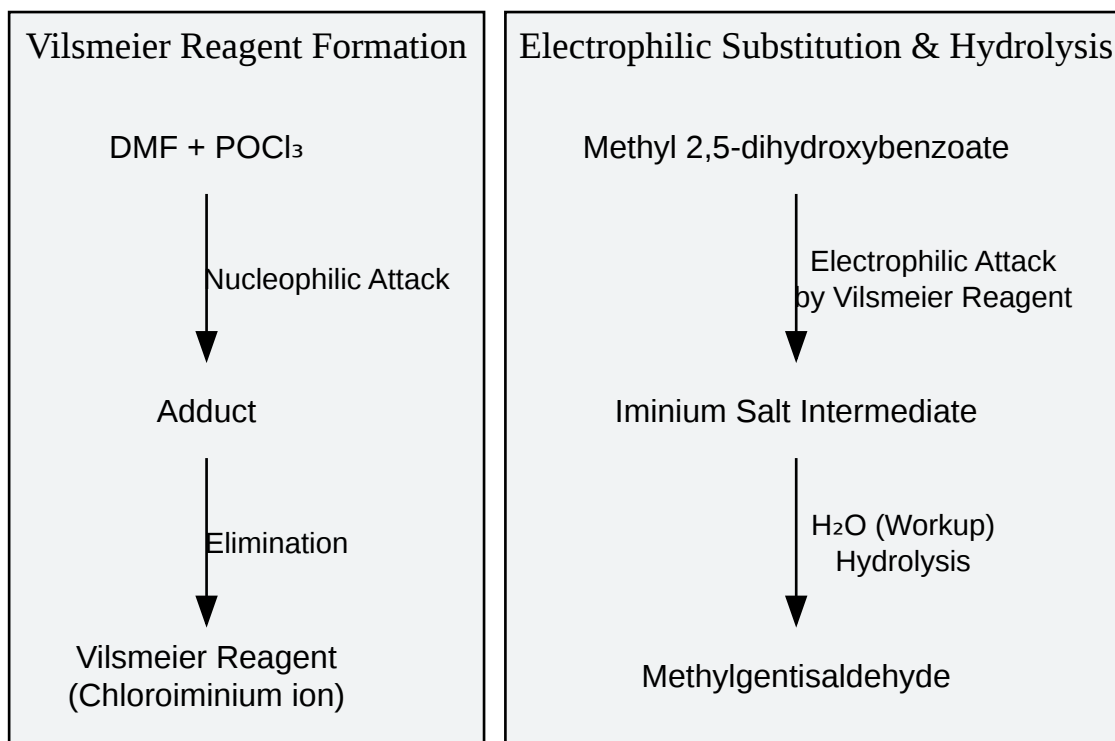 Vilsmeier Reagent Formation
DMF + POCl₃
Nucleophilic Attack
Adduct
Elimination
Vilsmeier Reagent
(Chloroiminium ion)
Electrophilic Substitution & Hydrolysis
Methyl 2,5-dihydroxybenzoate
Electrophilic Attack
by Vilsmeier Reagent
Iminium Salt Intermediate
H₂O (Workup)
Hydrolysis
Methylgentisaldehyde